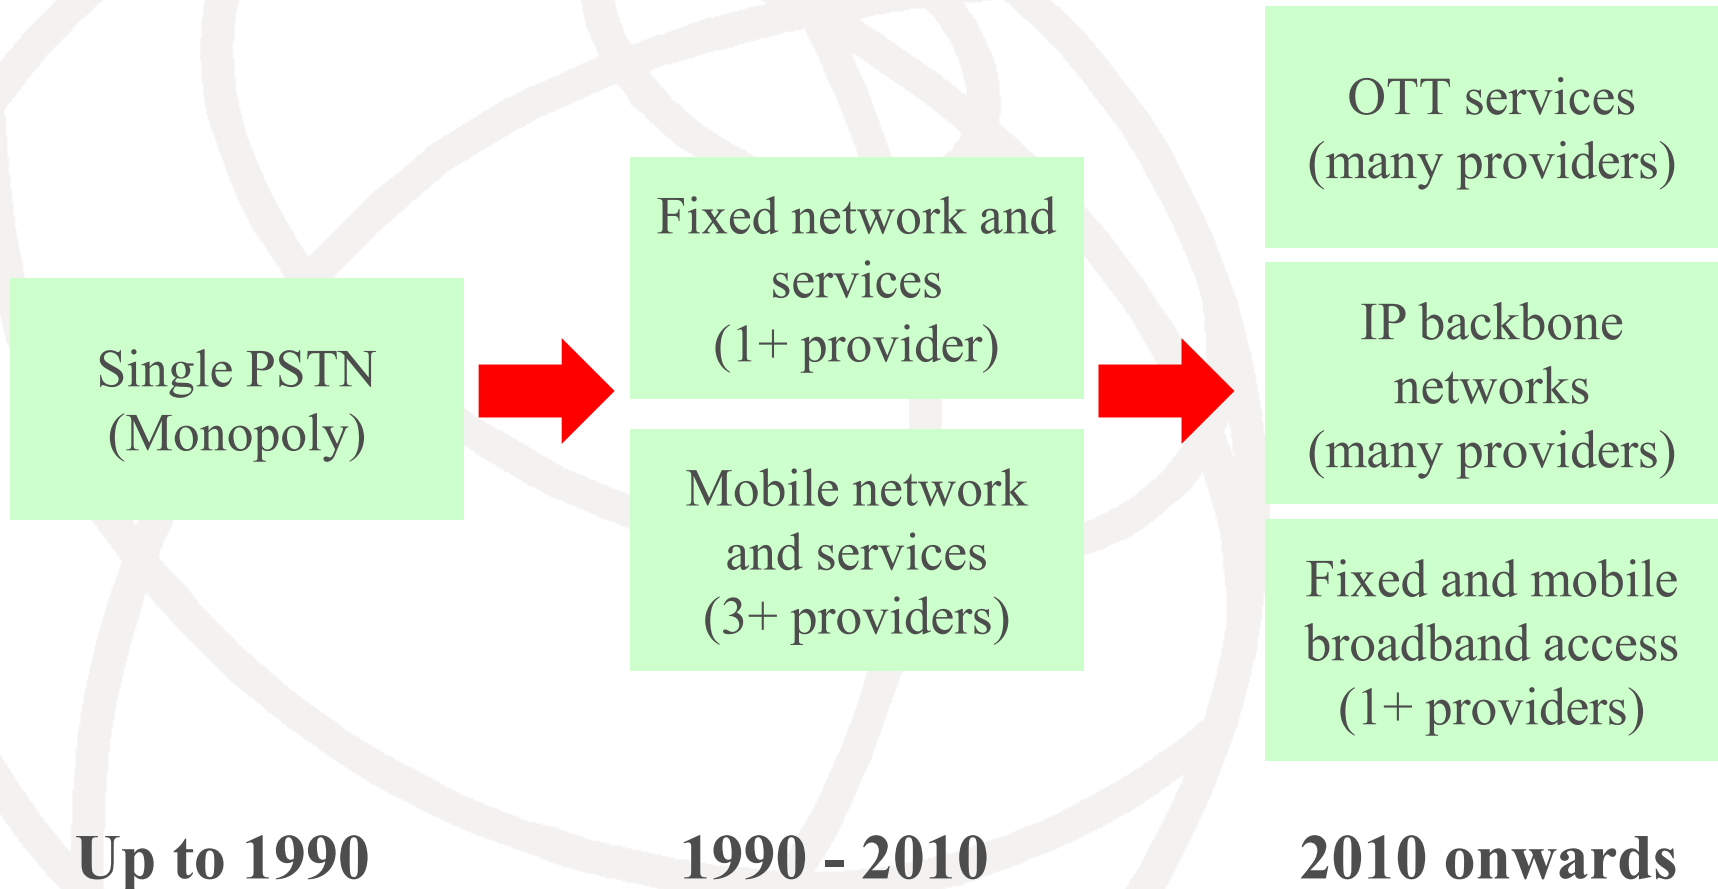 Single PSTN
(Monopoly)
Fixed network and
services
(1+ provider)
Mobile network
and services
(3+ providers)
OTT services
(many providers)
IP backbone
networks
(many providers)
Fixed and mobile
broadband access
(1+ providers)
Up to 1990
1990 - 2010
2010 onwards